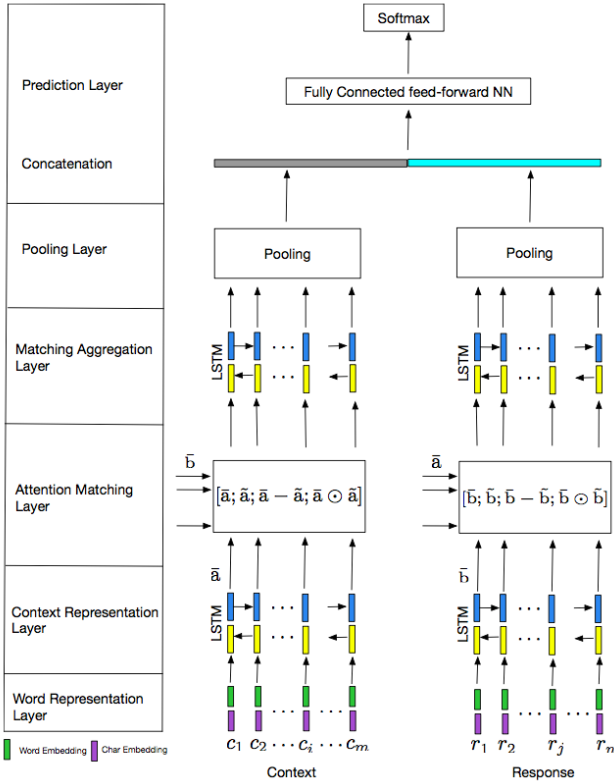 Softmax
Prediction Layer
Fully Connected feed-forward NN
Concatenation
Pooling Layer
Pooling
Pooling
Matching Aggregation
Layer
LSTM
LSTM
b̄
ā
Attention Matching
Layer
[ā; ã; ā − ã; ā ⊙ ã]
[b̄; b̃; b̄ − b̃; b̄ ⊙ b̃]
ā
b̄
Context Representation
Layer
LSTM
LSTM
Word Representation
Layer
Word Embedding
Char Embedding
c₁ c₂ ... cᵢ ... cₘ
r₁ r₂ ... rⱼ ... rₙ
Context
Response